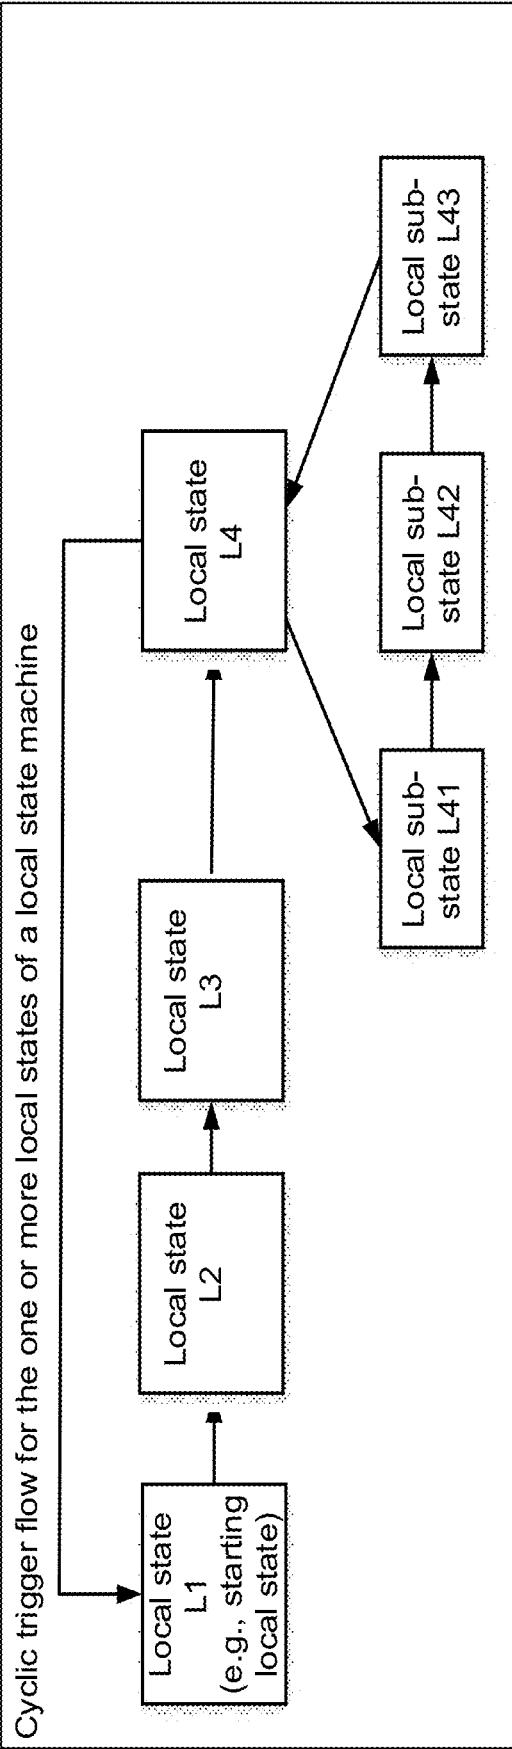 Cyclic trigger flow for the one or more local states of a local state machine
Local state
L1
(e.g., starting
local state)
Local state
L2
Local state
L3
Local state
L4
Local sub-
state L41
Local sub-
state L42
Local sub-
state L43